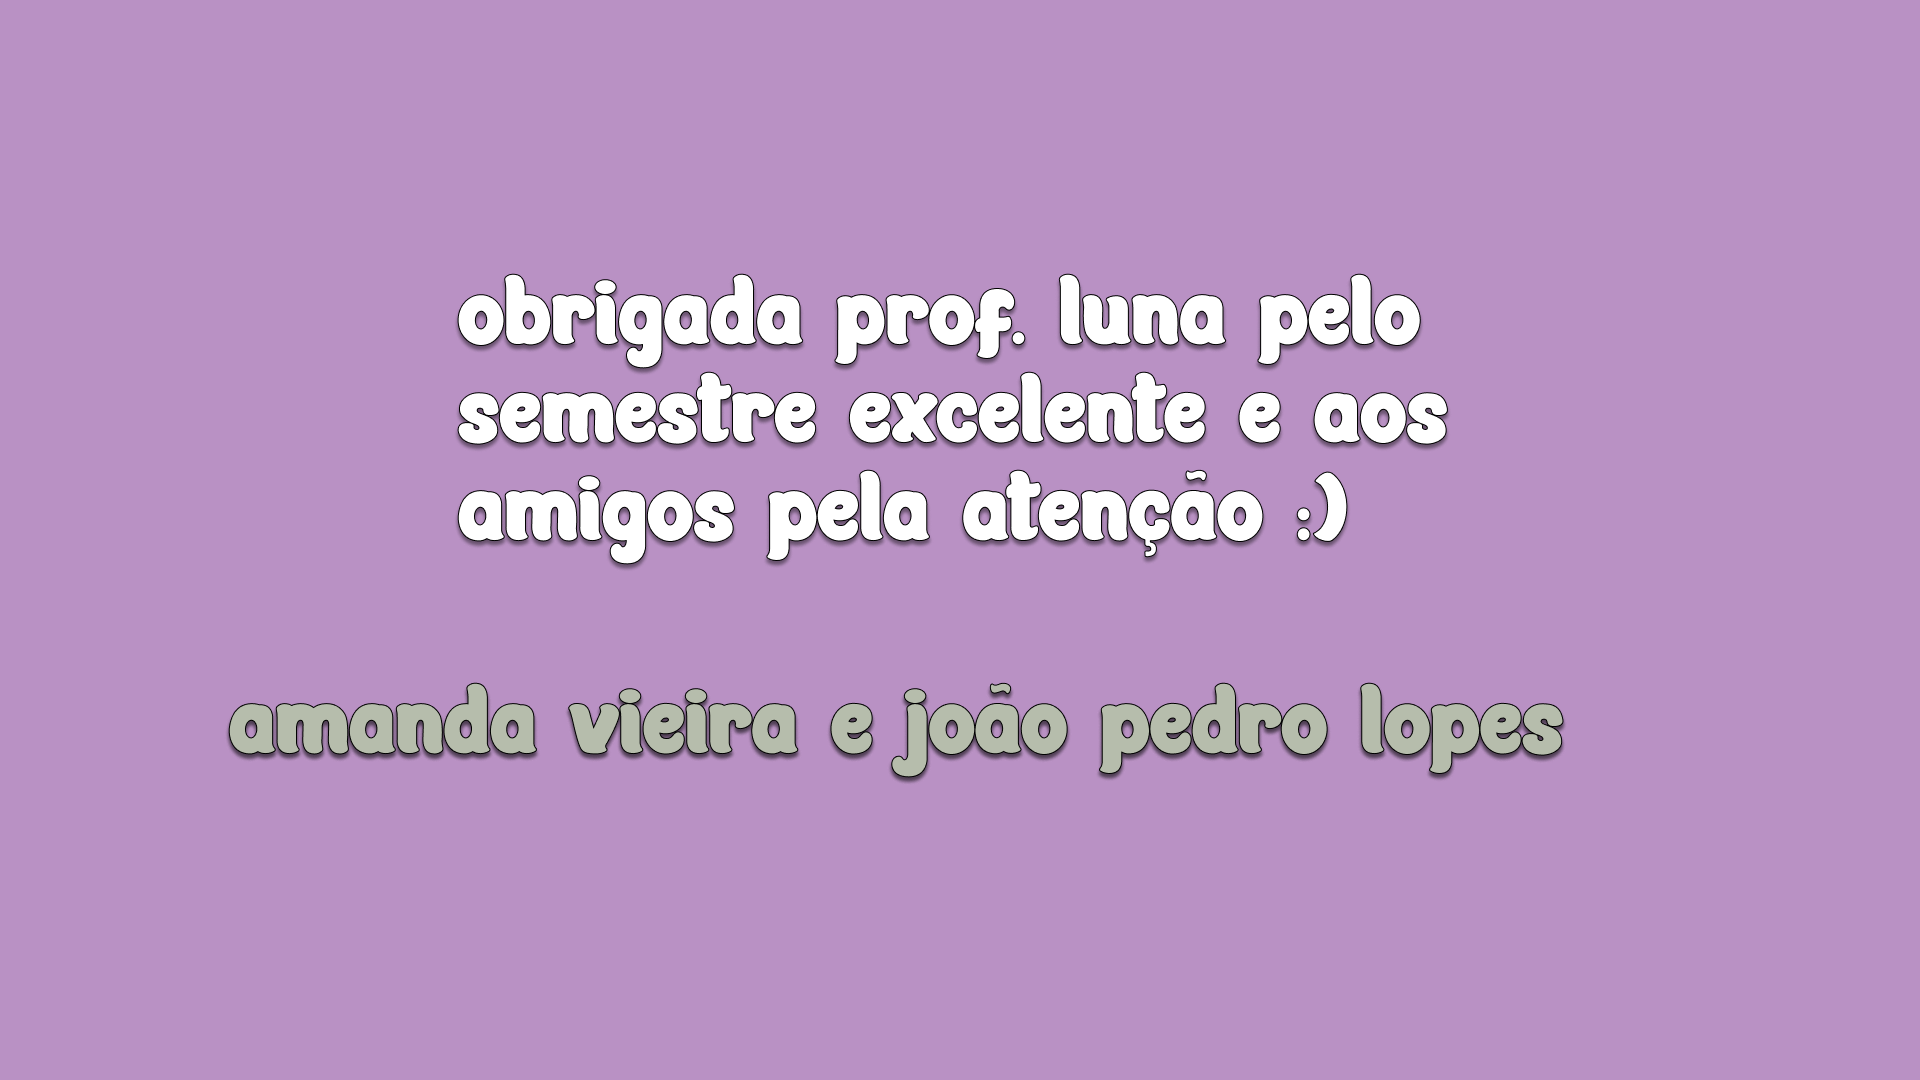 obrigada prof. luna pelo
semestre excelente e aos
amigos pela atenção :)
amanda vieira e joão pedro lopes